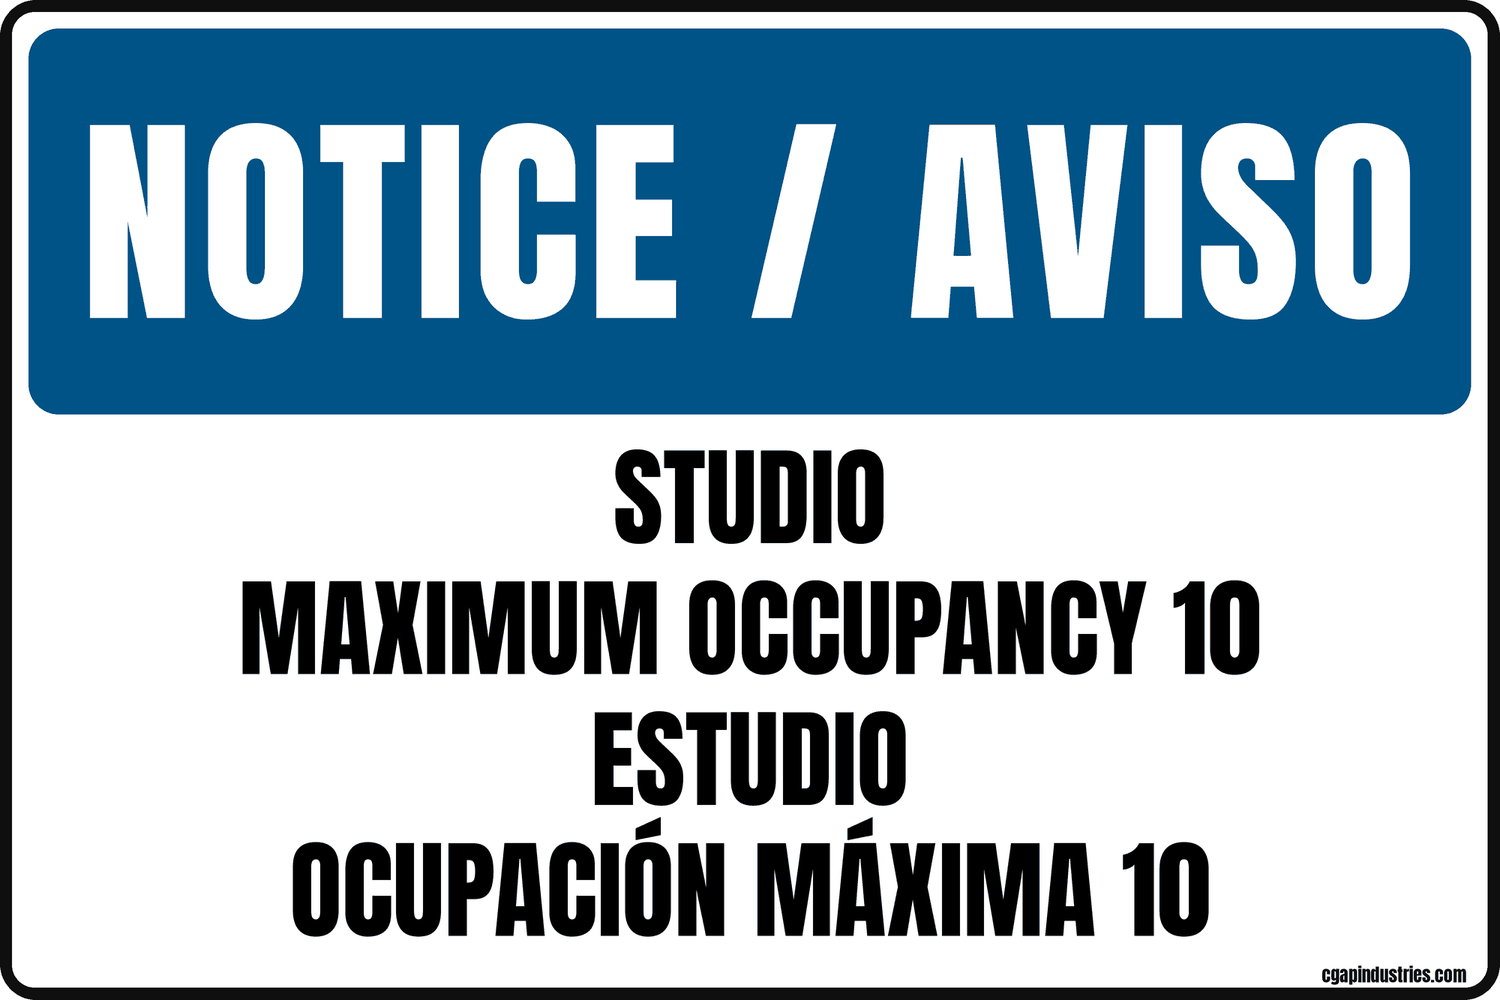 NOTICE / AVISO
STUDIO
MAXIMUM OCCUPANCY 10
ESTUDIO
OCUPACIÓN MÁXIMA 10
cgapindustries.com